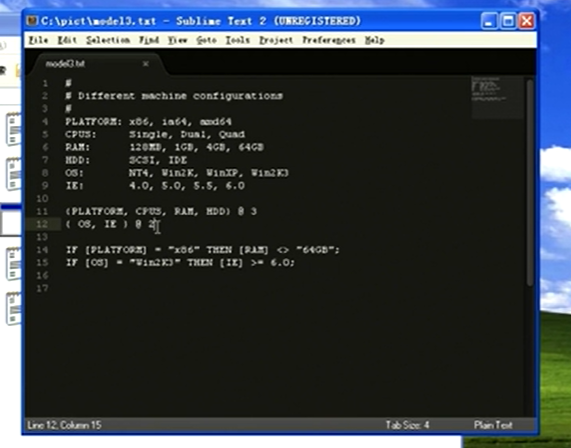 C:\pict\model3.txt - Sublime Text 2 (UNREGISTERED)
File Edit Selection Find View Goto Tools Project Preferences Help
model3.txt ×
1 #
2 # Different machine configurations
3 #
4 PLATFORM: x86, ia64, amd64
5 CPUS: Single, Dual, Quad
6 RAM: 128MB, 1GB, 4GB, 64GB
7 HDD: SCSI, IDE
8 OS: NT4, Win2K, WinXP, Win2K3
9 IE: 4.0, 5.0, 5.5, 6.0
10
11 {PLATFORM, CPUS, RAM, HDD} @ 3
12 { OS, IE } @ 2
13
14 IF [PLATFORM] = "x86" THEN [RAM] <> "64GB";
15 IF [OS] = "Win2K3" THEN [IE] >= 6.0;
16
17
Line 12, Column 15 Tab Size: 4 Plain Text